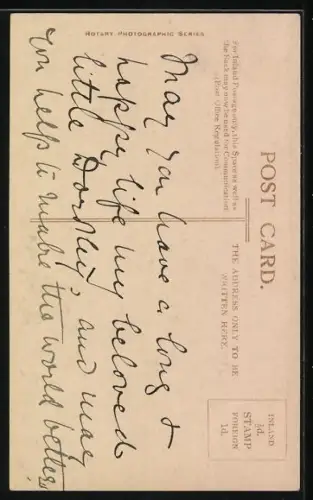 ROTARY PHOTOGRAPHIC SERIES
POST CARD.
For Inland Postage only, this Space as well as
the Back may now be used for Communication
(Post Office Regulation).
THE ADDRESS ONLY TO BE
WRITTEN HERE.
INLAND
½d.
STAMP
FOREIGN
1d.
May you have a long &
happy life my beloved
little Dorothy, and may
you help to make the world better.